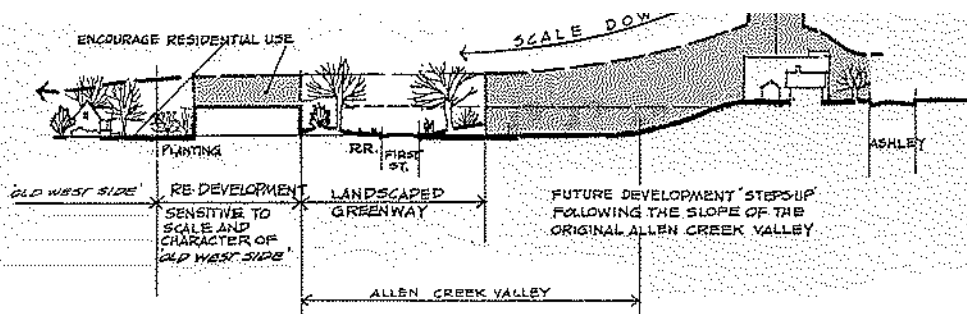 ENCOURAGE RESIDENTIAL USE
SCALE DOW
PLANTING
R.R.
FIRST
ST.
ASHLEY
'OLD WEST SIDE'
RE-DEVELOPMENT
SENSITIVE TO
SCALE AND
CHARACTER OF
'OLD WEST SIDE'
LANDSCAPED
GREENWAY
FUTURE DEVELOPMENT 'STEPS-UP'
FOLLOWING THE SLOPE OF THE
ORIGINAL ALLEN CREEK VALLEY
ALLEN CREEK VALLEY